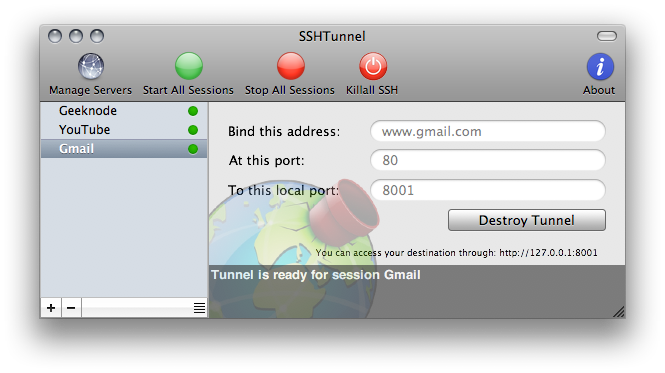 SSHTunnel
Manage Servers Start All Sessions Stop All Sessions Killall SSH About
Geeknode
YouTube
Gmail
Bind this address: www.gmail.com
At this port: 80
To this local port: 8001
Destroy Tunnel
You can access your destination through: http://127.0.0.1:8001
Tunnel is ready for session Gmail